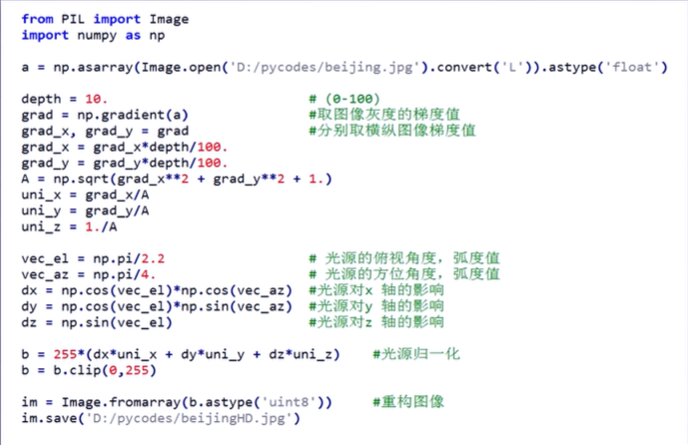 from PIL import Image
import numpy as np
a = np.asarray(Image.open('D:/pycodes/beijing.jpg').convert('L')).astype('float')
depth = 10.                      # (0-100)
grad = np.gradient(a)            #取图像灰度的梯度值
grad_x, grad_y = grad            #分别取横纵图像梯度值
grad_x = grad_x*depth/100.
grad_y = grad_y*depth/100.
A = np.sqrt(grad_x**2 + grad_y**2 + 1.)
uni_x = grad_x/A
uni_y = grad_y/A
uni_z = 1./A
vec_el = np.pi/2.2               # 光源的俯视角度，弧度值
vec_az = np.pi/4.                # 光源的方位角度，弧度值
dx = np.cos(vec_el)*np.cos(vec_az)  #光源对x 轴的影响
dy = np.cos(vec_el)*np.sin(vec_az)  #光源对y 轴的影响
dz = np.sin(vec_el)              #光源对z 轴的影响
b = 255*(dx*uni_x + dy*uni_y + dz*uni_z)    #光源归一化
b = b.clip(0,255)
im = Image.fromarray(b.astype('uint8'))     #重构图像
im.save('D:/pycodes/beijingHD.jpg')